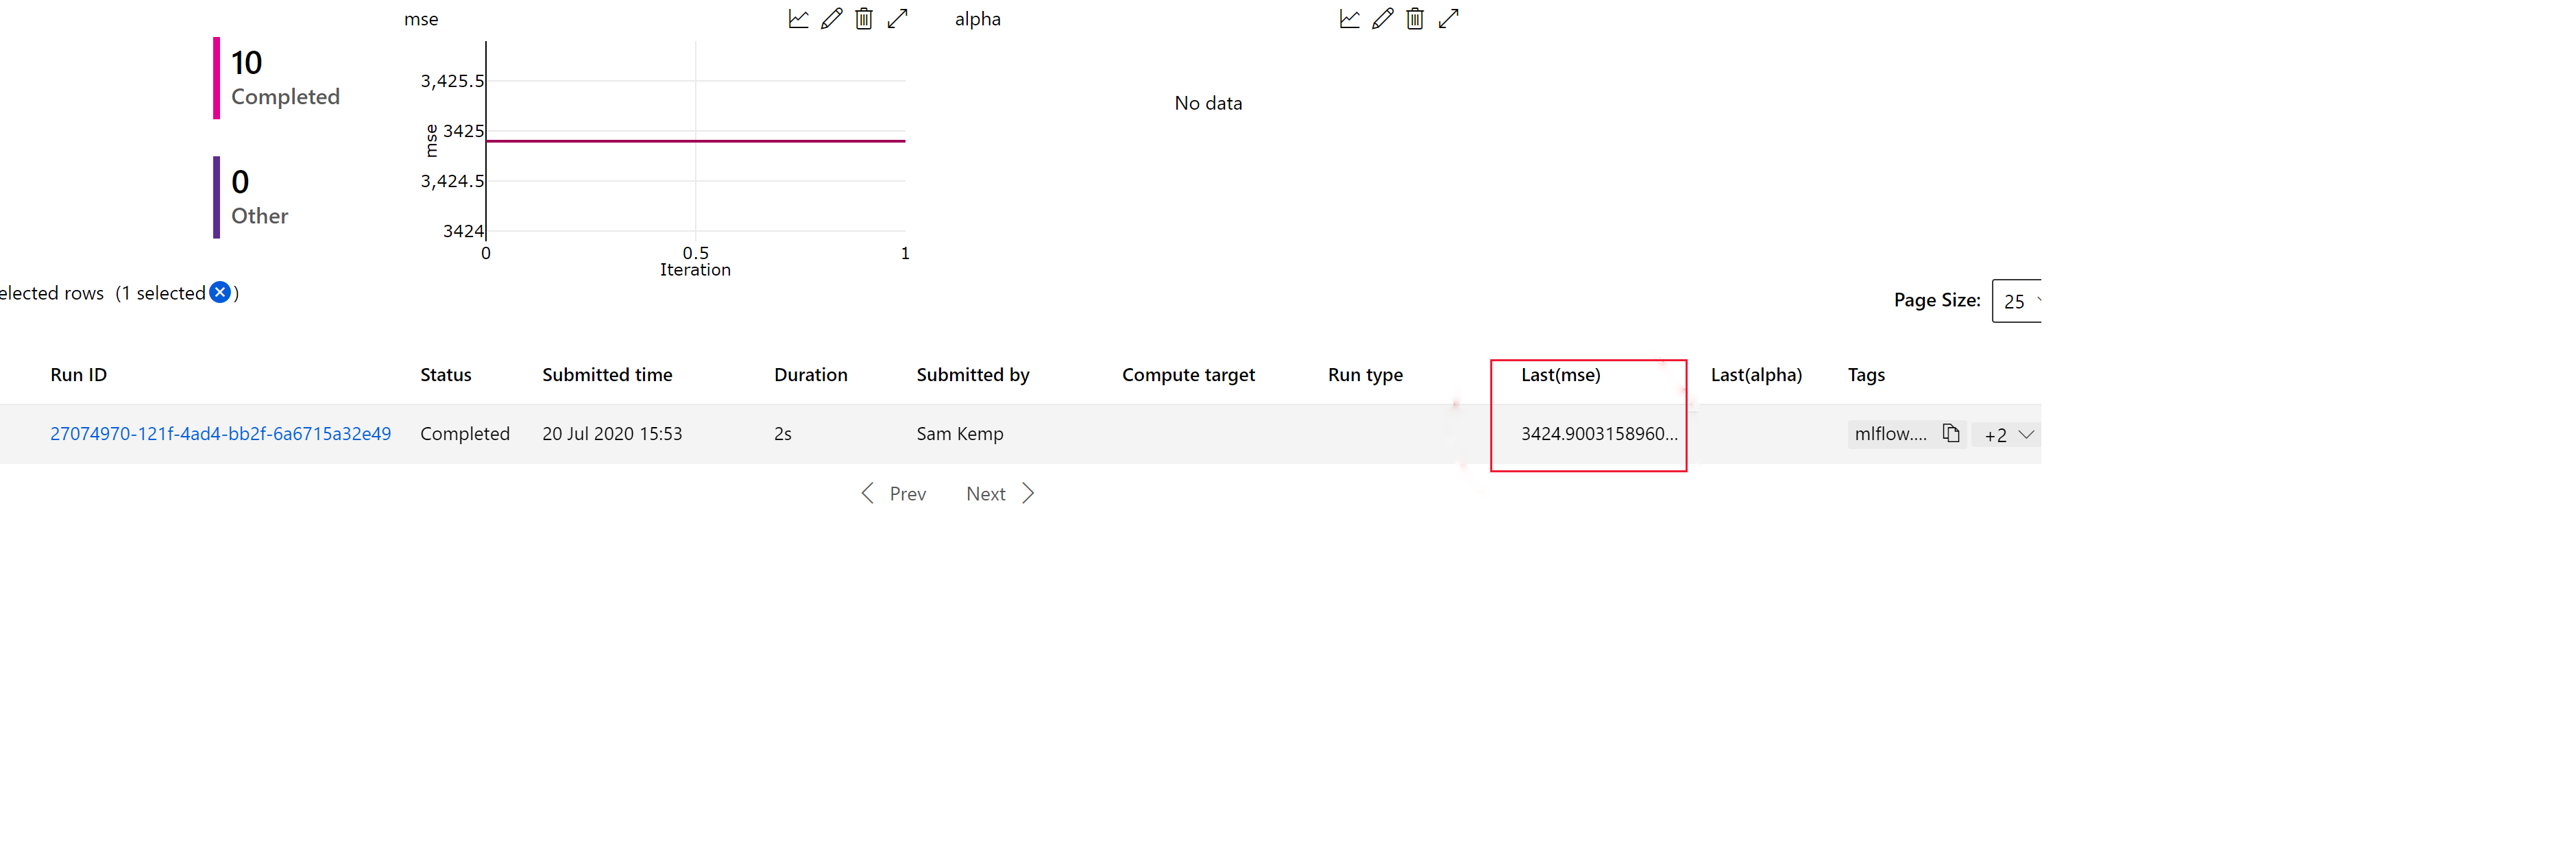 mse
alpha
10
Completed
0
Other
3,425.5
3425
3,424.5
3424
mse
0 0.5 1
Iteration
No data
elected rows (1 selected )
Page Size: 25
Run ID Status Submitted time Duration Submitted by Compute target Run type Last(mse) Last(alpha) Tags
27074970-121f-4ad4-bb2f-6a6715a32e49 Completed 20 Jul 2020 15:53 2s Sam Kemp 3424.9003158960... mlflow.... +2
Prev Next